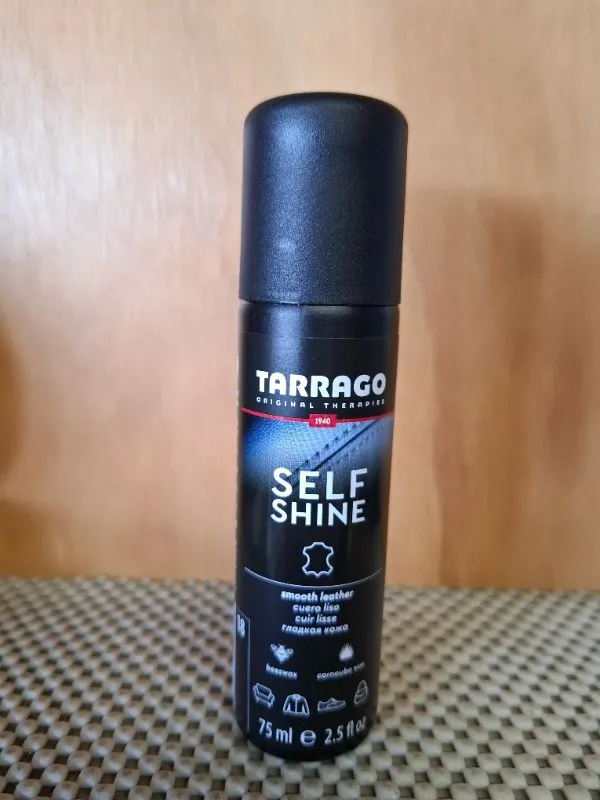 TARRAGO
ORIGINAL THERAPIES
1940
SELF
SHINE
smooth leather
cuero liso
cuir lisse
гладкая кожа
18
beeswax carnauba wax
75 ml e 2.5 fl oz